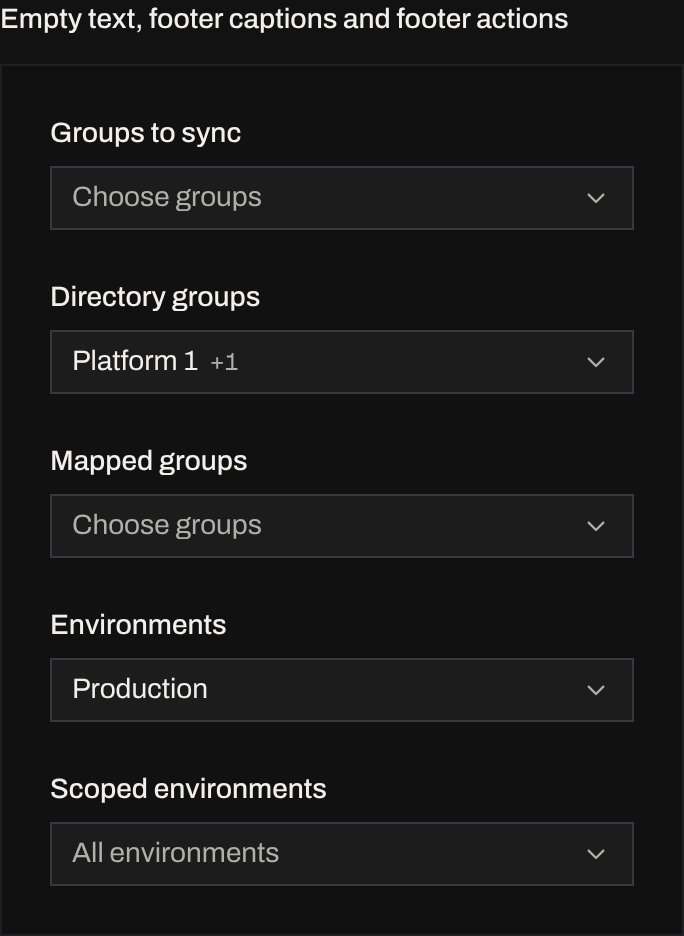 Empty text, footer captions and footer actions
Groups to sync
Choose groups
Directory groups
Platform 1 +1
Mapped groups
Choose groups
Environments
Production
Scoped environments
All environments